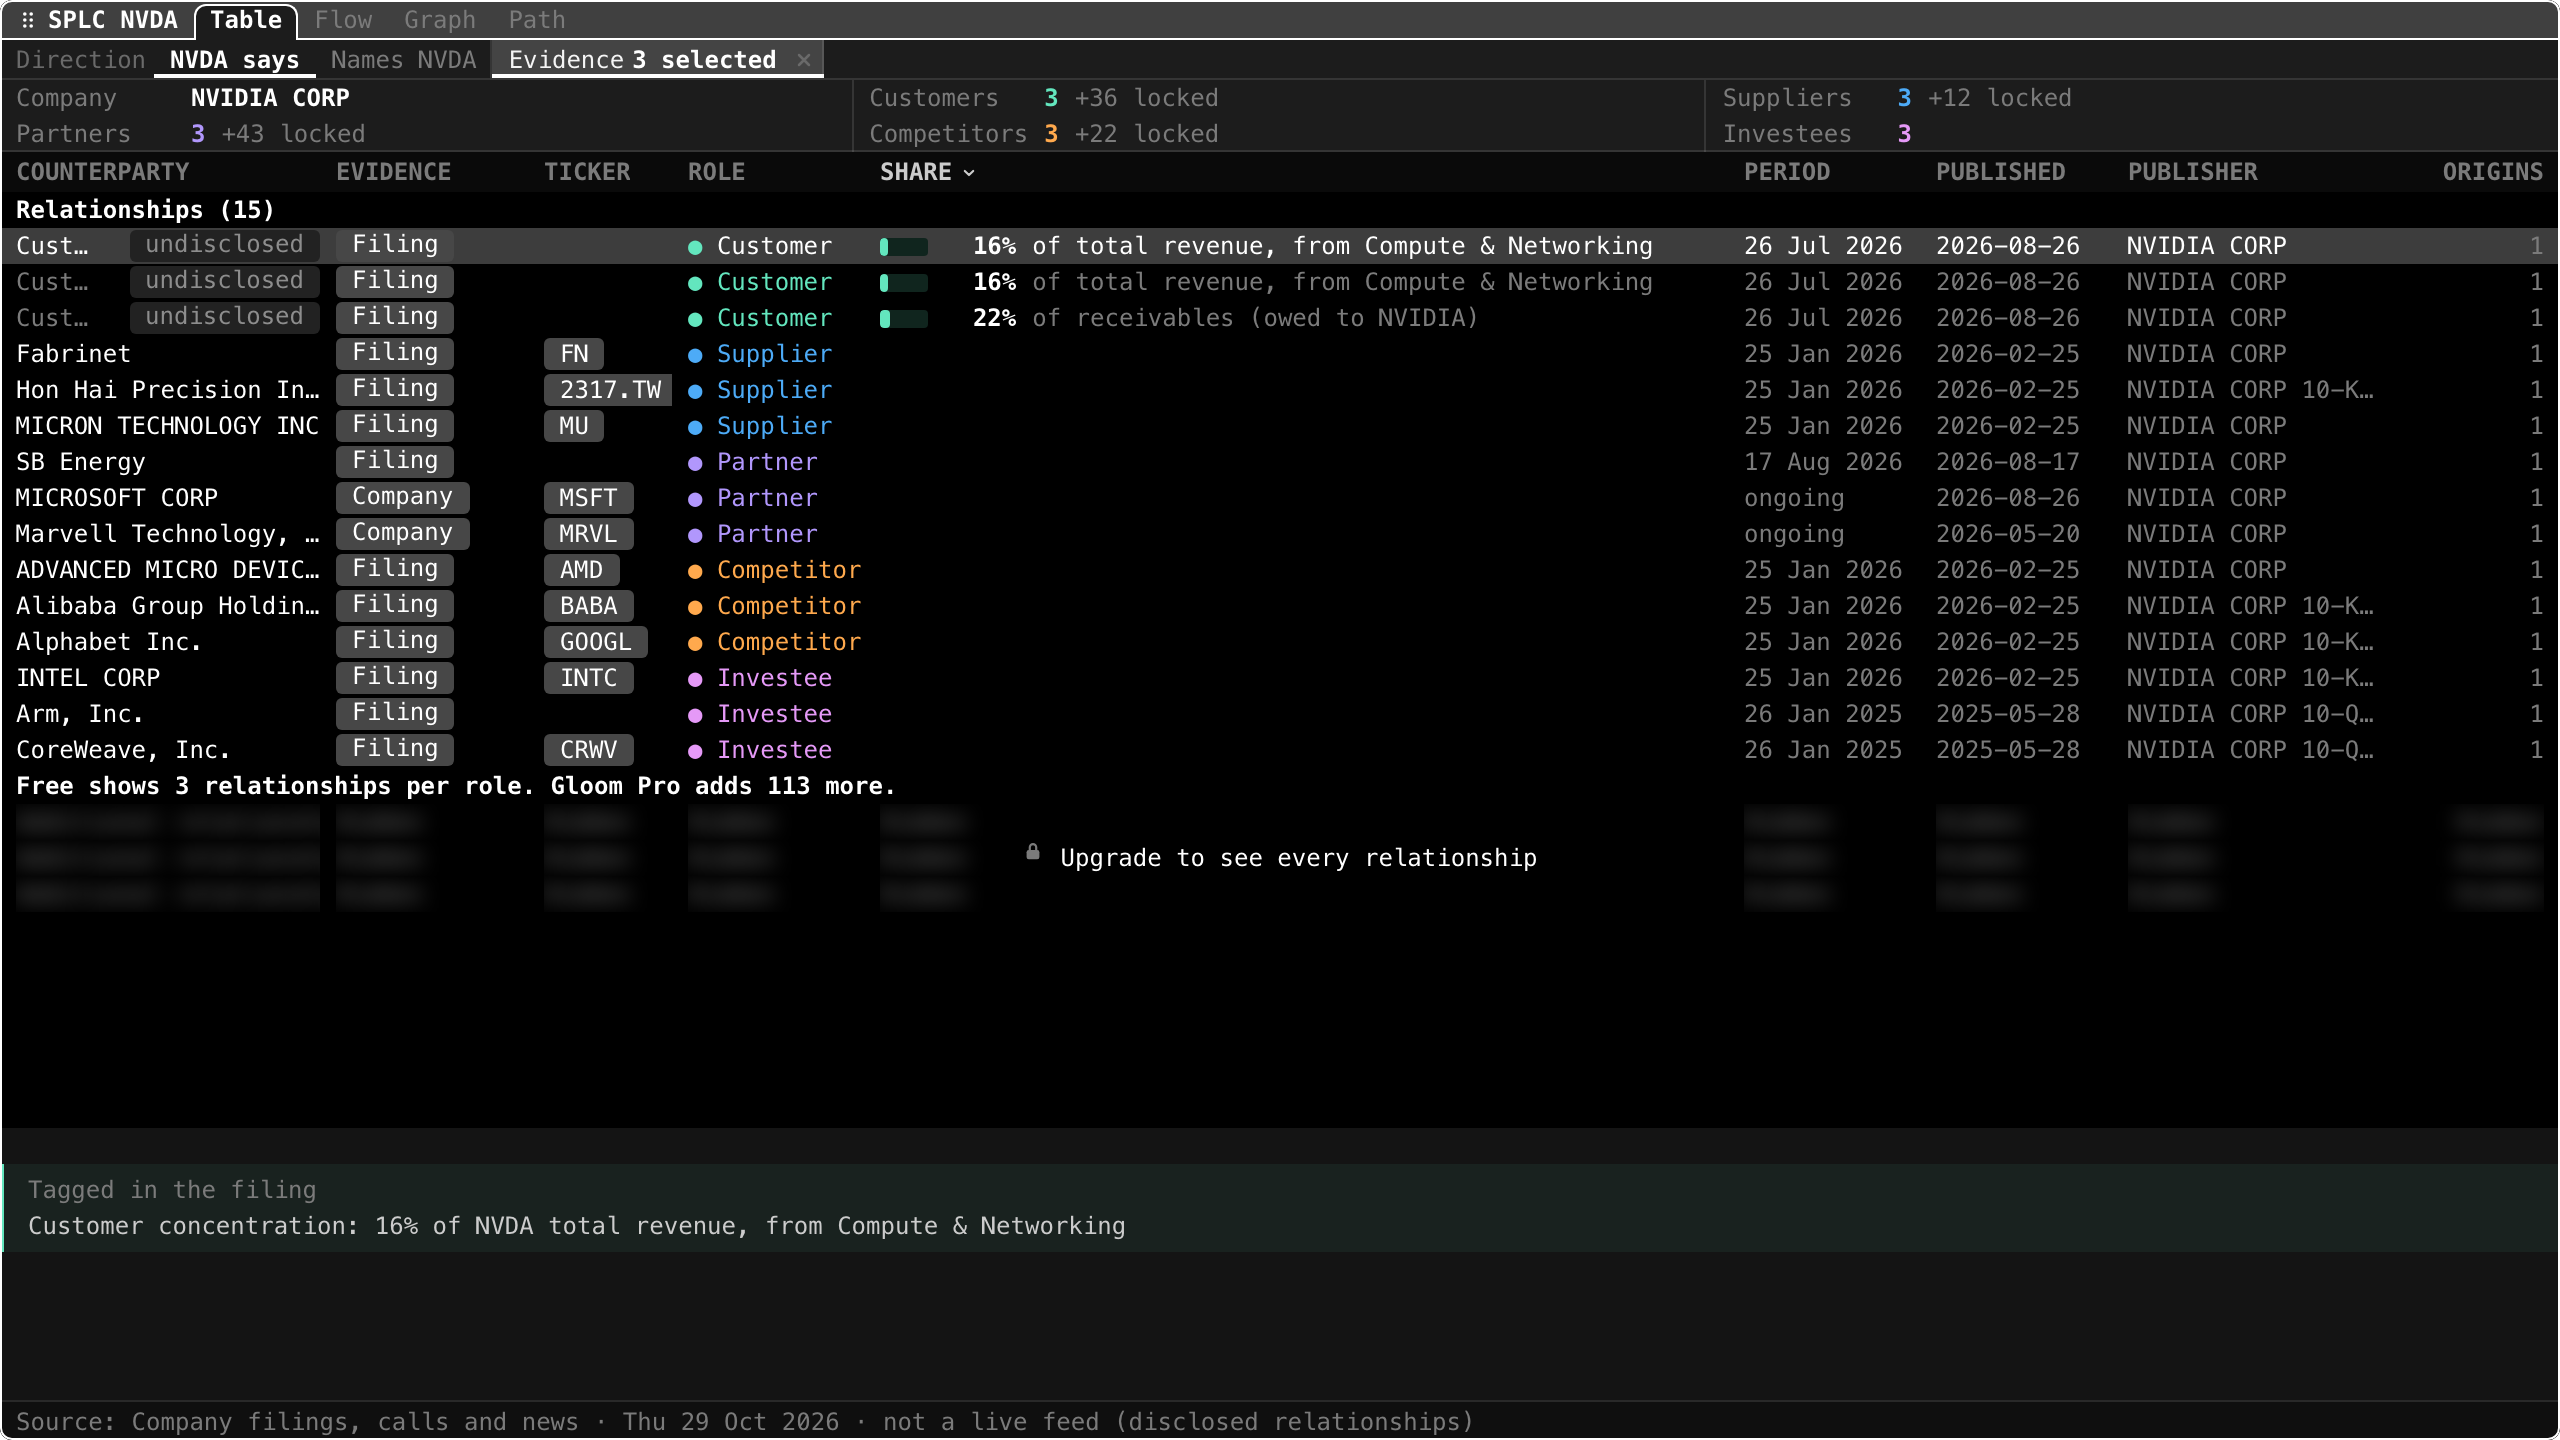 SPLC NVDA Table Flow Graph Path
Direction NVDA says Names NVDA Evidence 3 selected ×
Company NVIDIA CORP Customers 3 +36 locked Suppliers 3 +12 locked
Partners 3 +43 locked Competitors 3 +22 locked Investees 3
COUNTERPARTY EVIDENCE TICKER ROLE SHARE PERIOD PUBLISHED PUBLISHER ORIGINS
Relationships (15)
Cust… undisclosed Filing ● Customer 16% of total revenue, from Compute & Networking 26 Jul 2026 2026-08-26 NVIDIA CORP 1
Cust… undisclosed Filing ● Customer 16% of total revenue, from Compute & Networking 26 Jul 2026 2026-08-26 NVIDIA CORP 1
Cust… undisclosed Filing ● Customer 22% of receivables (owed to NVIDIA) 26 Jul 2026 2026-08-26 NVIDIA CORP 1
Fabrinet Filing FN ● Supplier 25 Jan 2026 2026-02-25 NVIDIA CORP 1
Hon Hai Precision In… Filing 2317.TW ● Supplier 25 Jan 2026 2026-02-25 NVIDIA CORP 10-K… 1
MICRON TECHNOLOGY INC Filing MU ● Supplier 25 Jan 2026 2026-02-25 NVIDIA CORP 1
SB Energy Filing ● Partner 17 Aug 2026 2026-08-17 NVIDIA CORP 1
MICROSOFT CORP Company MSFT ● Partner ongoing 2026-08-26 NVIDIA CORP 1
Marvell Technology, … Company MRVL ● Partner ongoing 2026-05-20 NVIDIA CORP 1
ADVANCED MICRO DEVIC… Filing AMD ● Competitor 25 Jan 2026 2026-02-25 NVIDIA CORP 1
Alibaba Group Holdin… Filing BABA ● Competitor 25 Jan 2026 2026-02-25 NVIDIA CORP 10-K… 1
Alphabet Inc. Filing GOOGL ● Competitor 25 Jan 2026 2026-02-25 NVIDIA CORP 10-K… 1
INTEL CORP Filing INTC ● Investee 25 Jan 2026 2026-02-25 NVIDIA CORP 10-K… 1
Arm, Inc. Filing ● Investee 26 Jan 2025 2025-05-28 NVIDIA CORP 10-Q… 1
CoreWeave, Inc. Filing CRWV ● Investee 26 Jan 2025 2025-05-28 NVIDIA CORP 10-Q… 1
Free shows 3 relationships per role. Gloom Pro adds 113 more.
Upgrade to see every relationship
Tagged in the filing
Customer concentration: 16% of NVDA total revenue, from Compute & Networking
Source: Company filings, calls and news · Thu 29 Oct 2026 · not a live feed (disclosed relationships)